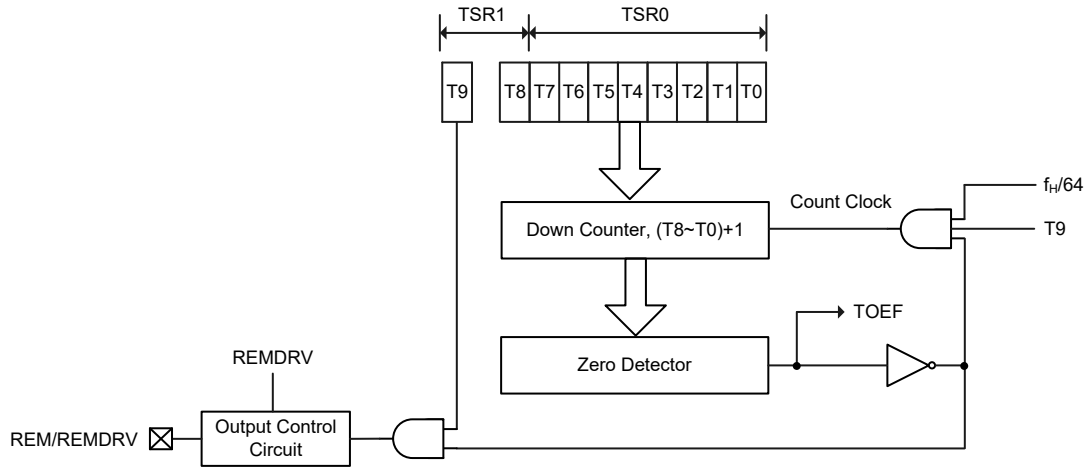 TSR1 TSR0
T9 T8 T7 T6 T5 T4 T3 T2 T1 T0
fH/64
Count Clock
Down Counter, (T8~T0)+1
T9
TOEF
Zero Detector
REMDRV
Output Control
Circuit
REM/REMDRV